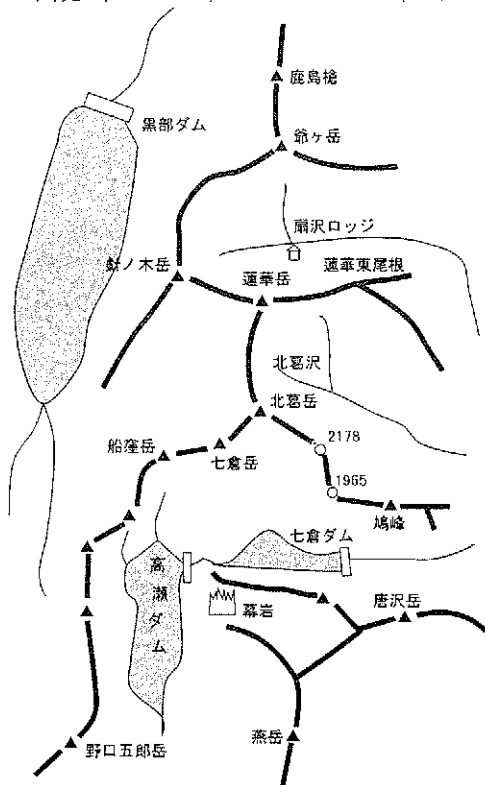 鹿島槍
黒部ダム
爺ヶ岳
扇沢ロッジ
針ノ木岳
蓮華岳
蓮華東尾根
北葛沢
北葛岳
2178
船窪岳
七倉岳
1965
鳩峰
七倉ダム
高瀬ダム
幕岩
唐沢岳
燕岳
野口五郎岳